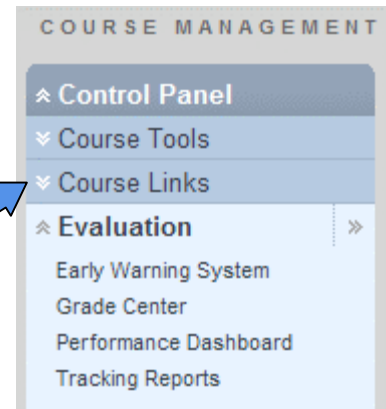 COURSE MANAGEMENT
Control Panel
Course Tools
Course Links
Evaluation
Early Warning System
Grade Center
Performance Dashboard
Tracking Reports